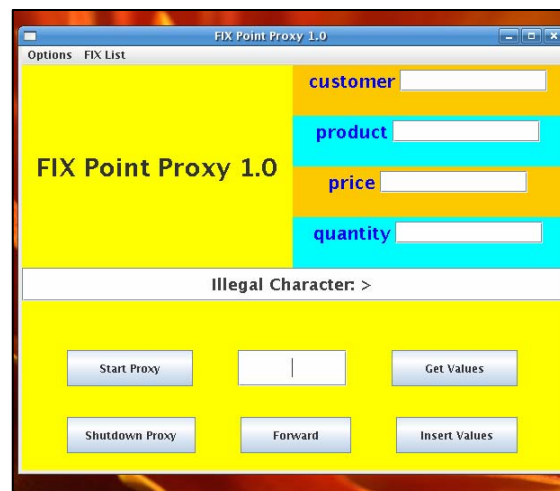 FIX Point Proxy 1.0
Options FIX List
customer
product
FIX Point Proxy 1.0
price
quantity
Illegal Character: >
Start Proxy
Get Values
Shutdown Proxy
Forward
Insert Values